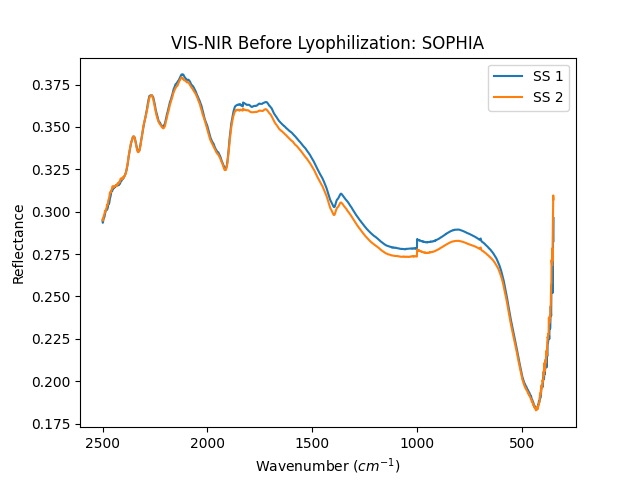 VIS-NIR Before Lyophilization: SOPHIA
SS 1
SS 2
Reflectance
0.375
0.350
0.325
0.300
0.275
0.250
0.225
0.200
0.175
2500
2000
1500
1000
500
Wavenumber (cm⁻¹)